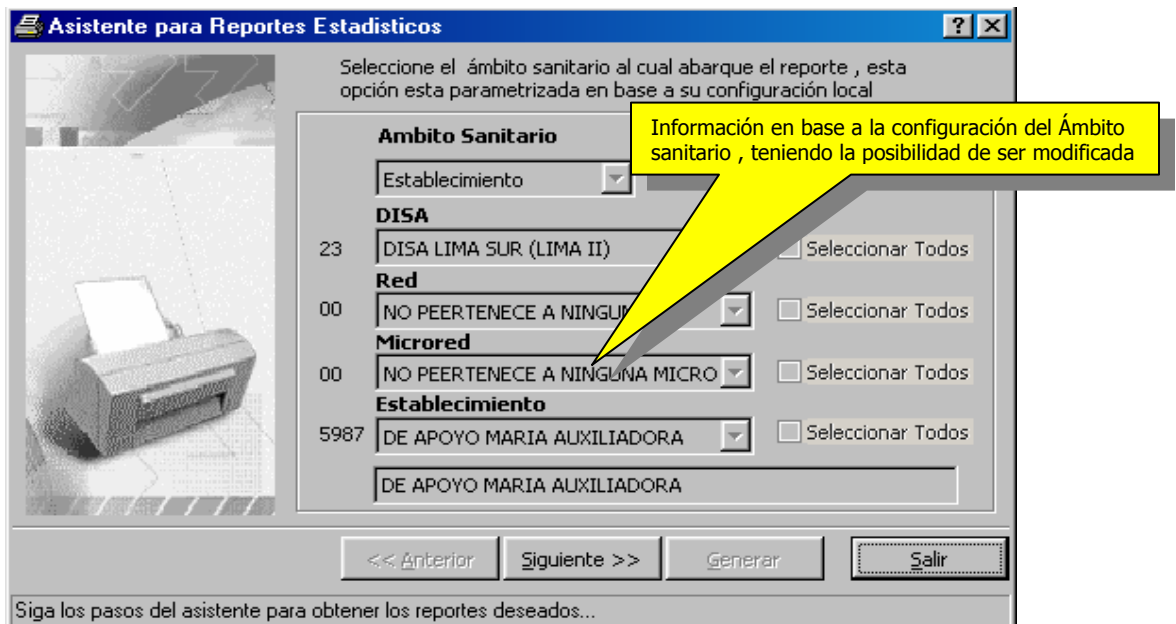 Asistente para Reportes Estadisticos
Seleccione el ámbito sanitario al cual abarque el reporte , esta
opción esta parametrizada en base a su configuración local
Información en base a la configuración del Ámbito
sanitario , teniendo la posibilidad de ser modificada
Ambito Sanitario
Establecimiento
DISA
23 DISA LIMA SUR (LIMA II) Seleccionar Todos
Red
00 NO PEERTENECE A Seleccionar Todos
Microred
00 NO PEERTENECE A NINGUNA MICRO Seleccionar Todos
Establecimiento
5987 DE APOYO MARIA AUXILIADORA Seleccionar Todos
DE APOYO MARIA AUXILIADORA
<< Anterior Siguiente >> Generar Salir
Siga los pasos del asistente para obtener los reportes deseados...